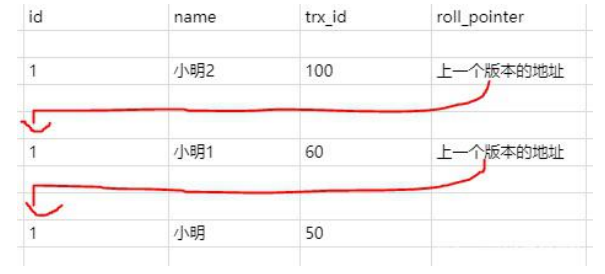 id name trx_id roll_pointer
1 小明2 100 上一个版本的地址
1 小明1 60 上一个版本的地址
1 小明 50